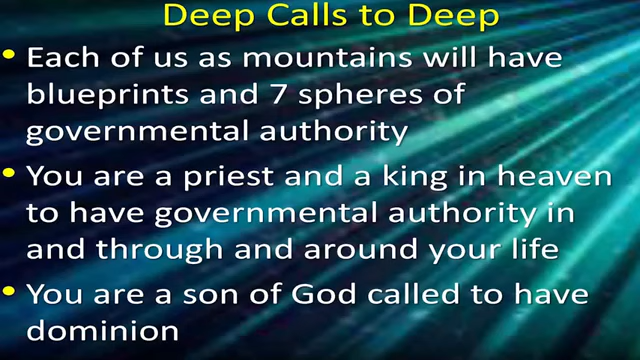 Deep Calls to Deep
• Each of us as mountains will have
blueprints and 7 spheres of
governmental authority
• You are a priest and a king in heaven
to have governmental authority in
and through and around your life
• You are a son of God called to have
dominion